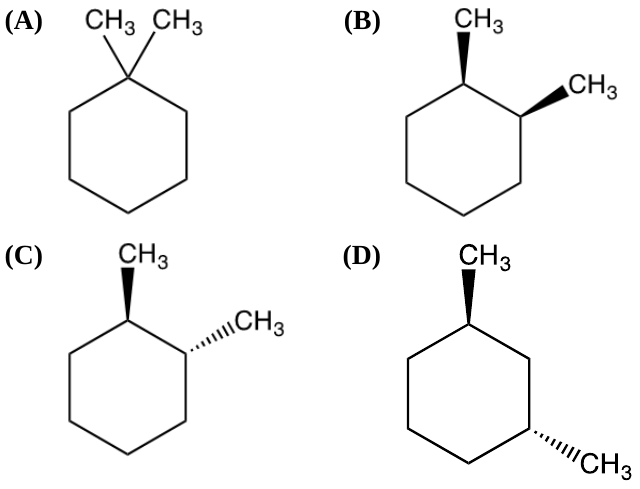 (A) CH₃ CH₃
(B) CH₃
CH₃
(C) CH₃
CH₃
(D) CH₃
CH₃